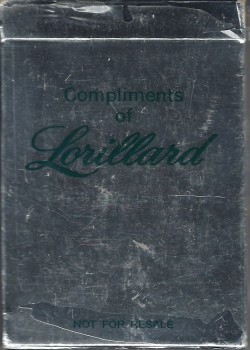 Compliments
of
Lorillard
NOT FOR RESALE